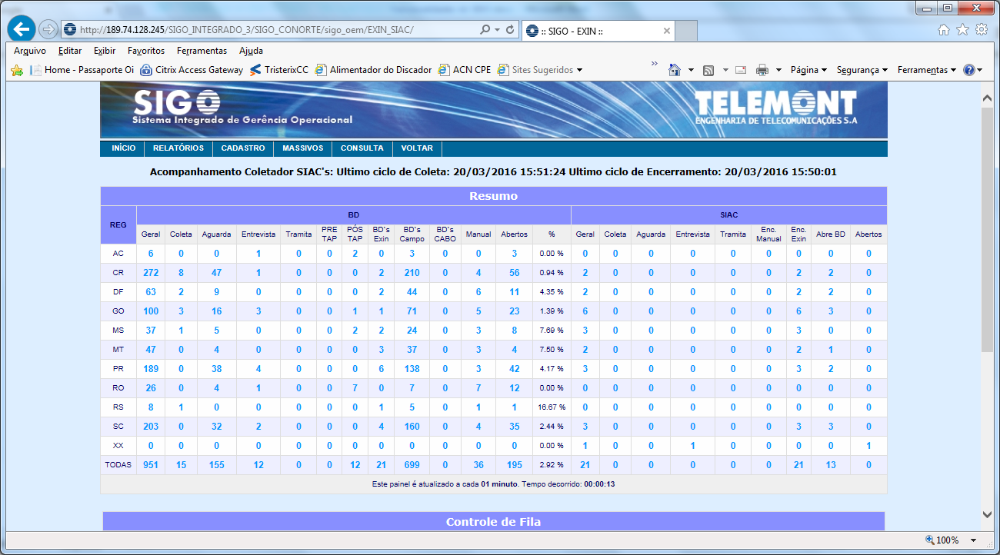 http://189.74.128.245/SIGO_INTEGRADO_3/SIGO_CONORTE/sigo_oem/EXIN_SIAC/
:: SIGO - EXIN ::
Arquivo Editar Exibir Favoritos Ferramentas Ajuda
Home - Passaporte Oi Citrix Access Gateway TristerixCC Alimentador do Discador ACN CPE Sites Sugeridos » Página Segurança Ferramentas
SIGO
Sistema Integrado de Gerência Operacional
TELEMONT
ENGENHARIA DE TELECOMUNICAÇÕES S.A
INÍCIO RELATÓRIOS CADASTRO MASSIVOS CONSULTA VOLTAR
Acompanhamento Coletador SIAC's: Ultimo ciclo de Coleta: 20/03/2016 15:51:24 Ultimo ciclo de Encerramento: 20/03/2016 15:50:01
Resumo
REG BD SIAC
Geral Coleta Aguarda Entrevista Tramita PRE TAP PÓS TAP BD`s Exin BD`s Campo BD`s CABO Manual Abertos % Geral Coleta Aguarda Entrevista Tramita Enc. Manual Enc. Exin Abre BD Abertos
AC 6 0 0 1 0 0 2 0 3 0 0 3 0.00 % 0 0 0 0 0 0 0 0 0
CR 272 8 47 1 0 0 0 2 210 0 4 56 0.94 % 2 0 0 0 0 0 2 2 0
DF 63 2 9 0 0 0 0 2 44 0 6 11 4.35 % 2 0 0 0 0 0 2 2 0
GO 100 3 16 3 0 0 1 1 71 0 5 23 1.39 % 6 0 0 0 0 0 6 3 0
MS 37 1 5 0 0 0 2 2 24 0 3 8 7.69 % 3 0 0 0 0 0 3 0 0
MT 47 0 4 0 0 0 0 3 37 0 3 4 7.50 % 2 0 0 0 0 0 2 1 0
PR 189 0 38 4 0 0 0 6 138 0 3 42 4.17 % 3 0 0 0 0 0 3 2 0
RO 26 0 4 1 0 0 7 0 7 0 7 12 0.00 % 0 0 0 0 0 0 0 0 0
RS 8 1 0 0 0 0 0 1 5 0 1 1 16.67 % 0 0 0 0 0 0 0 0 0
SC 203 0 32 2 0 0 0 4 160 0 4 35 2.44 % 3 0 0 0 0 0 3 3 0
XX 0 0 0 0 0 0 0 0 0 0 0 0 0.00 % 1 0 0 1 0 0 0 0 1
TODAS 951 15 155 12 0 0 12 21 699 0 36 195 2.92 % 21 0 0 0 0 0 21 13 0
Este painel é atualizado a cada 01 minuto. Tempo decorrido: 00:00:13
Controle de Fila
100%